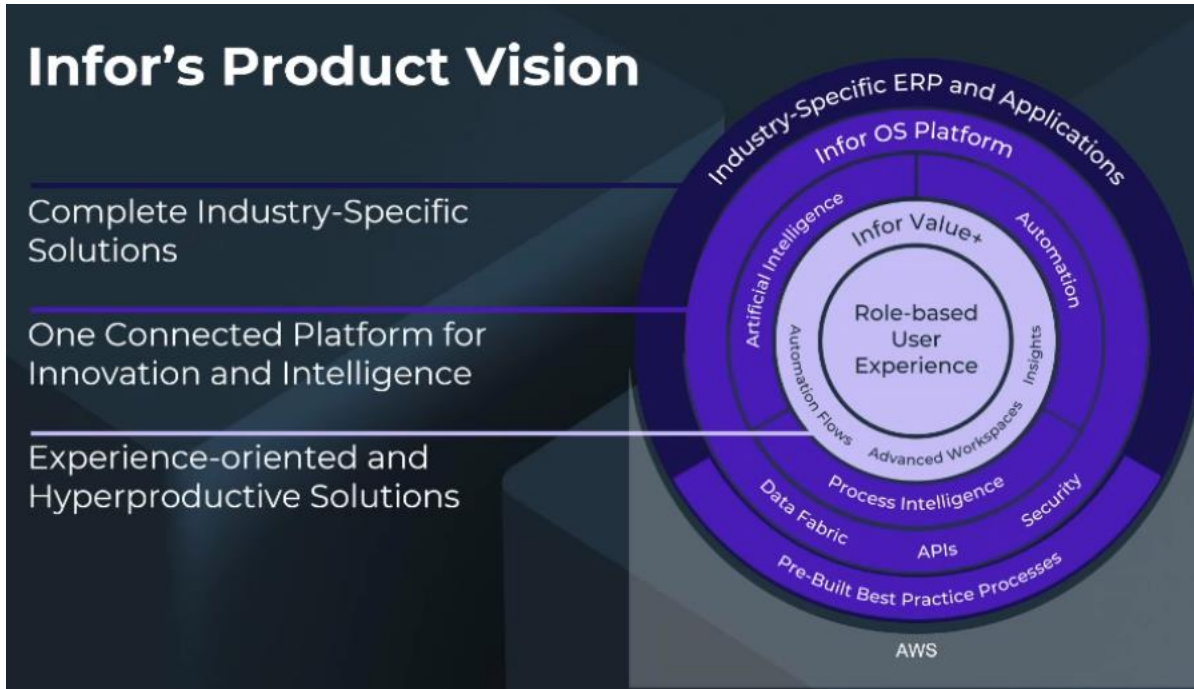 Infor's Product Vision
Complete Industry-Specific
Solutions
One Connected Platform for
Innovation and Intelligence
Experience-oriented and
Hyperproductive Solutions
Industry-Specific ERP and Applications
Infor OS Platform
Artificial Intelligence
Automation
Infor Value+
Role-based
User
Experience
Automation Flows
Advanced Workspaces
Insights
Process Intelligence
Data Fabric
APIs
Security
Pre-Built Best Practice Processes
AWS